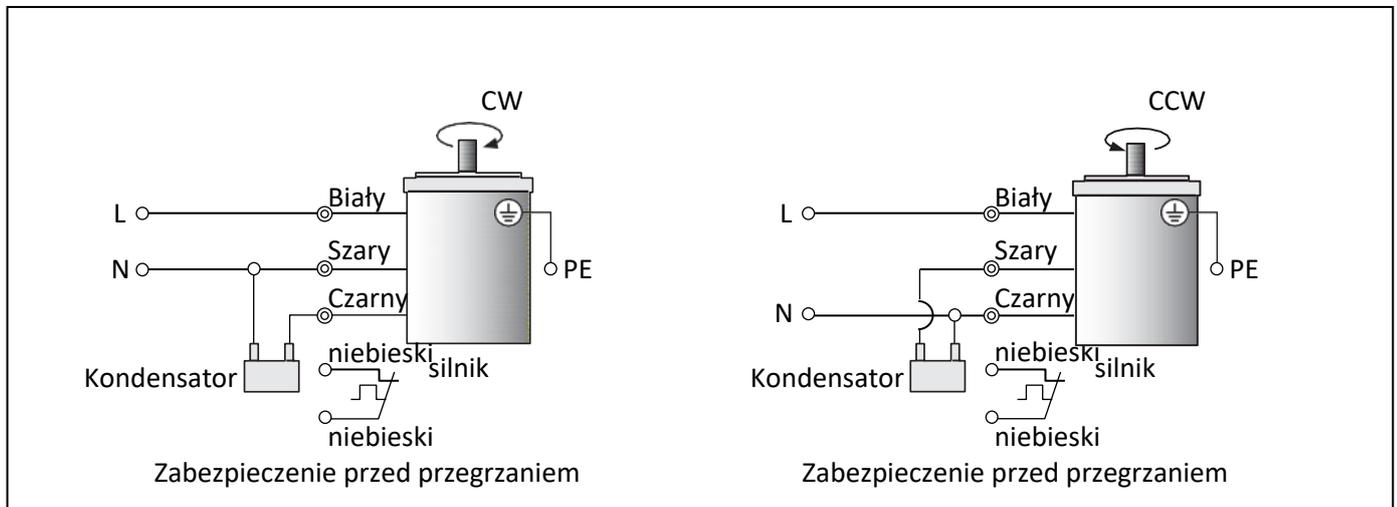 CW
Biały
L
Szary
N
PE
Czarny
niebieski
silnik
Kondensator
niebieski
Zabezpieczenie przed przegrzaniem
CCW
Biały
L
Szary
PE
N
Czarny
niebieski
silnik
Kondensator
niebieski
Zabezpieczenie przed przegrzaniem